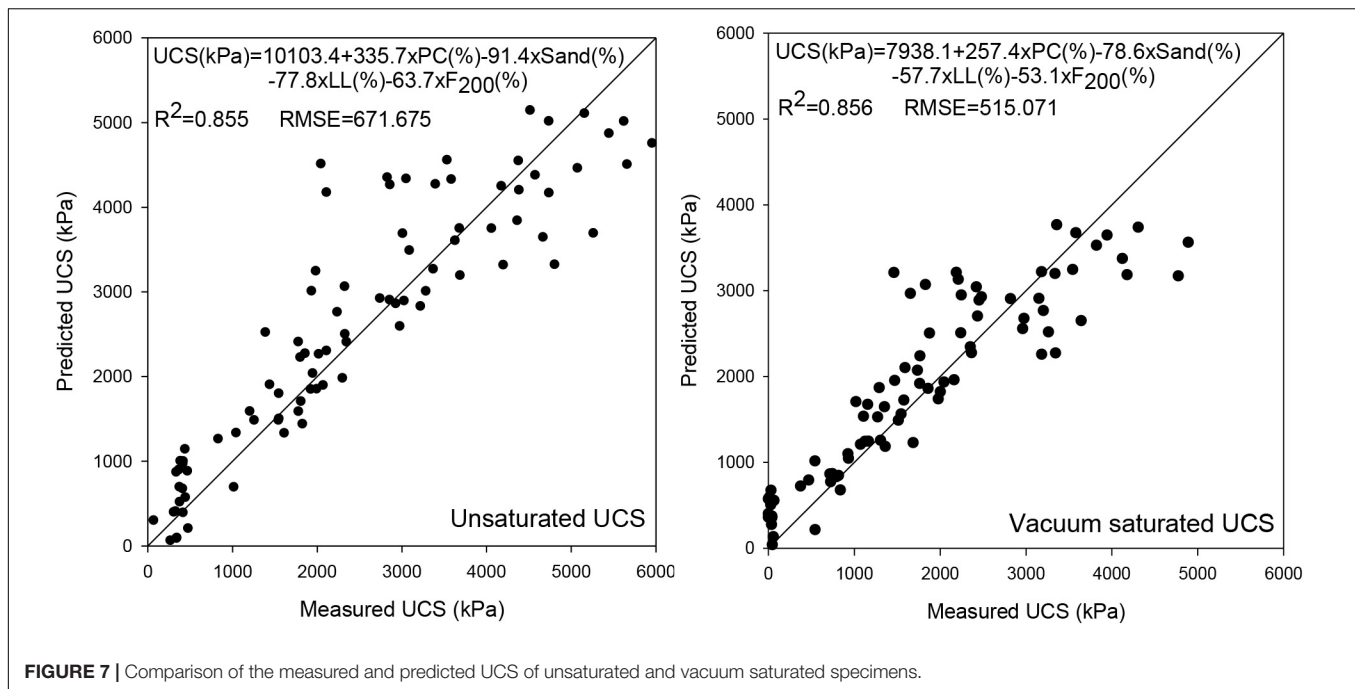 6000
5000
4000
3000
2000
1000
0
Predicted UCS (kPa)
UCS(kPa)=10103.4+335.7xPC(%)-91.4xSand(%)
-77.8xLL(%)-63.7xF200(%)
R2=0.855 RMSE=671.675
Unsaturated UCS
0 1000 2000 3000 4000 5000 6000
Measured UCS (kPa)
6000
5000
4000
3000
2000
1000
0
Predicted UCS (kPa)
UCS(kPa)=7938.1+257.4xPC(%)-78.6xSand(%)
-57.7xLL(%)-53.1xF200(%)
R2=0.856 RMSE=515.071
Vacuum saturated UCS
0 1000 2000 3000 4000 5000 6000
Measured UCS (kPa)
FIGURE 7 | Comparison of the measured and predicted UCS of unsaturated and vacuum saturated specimens.